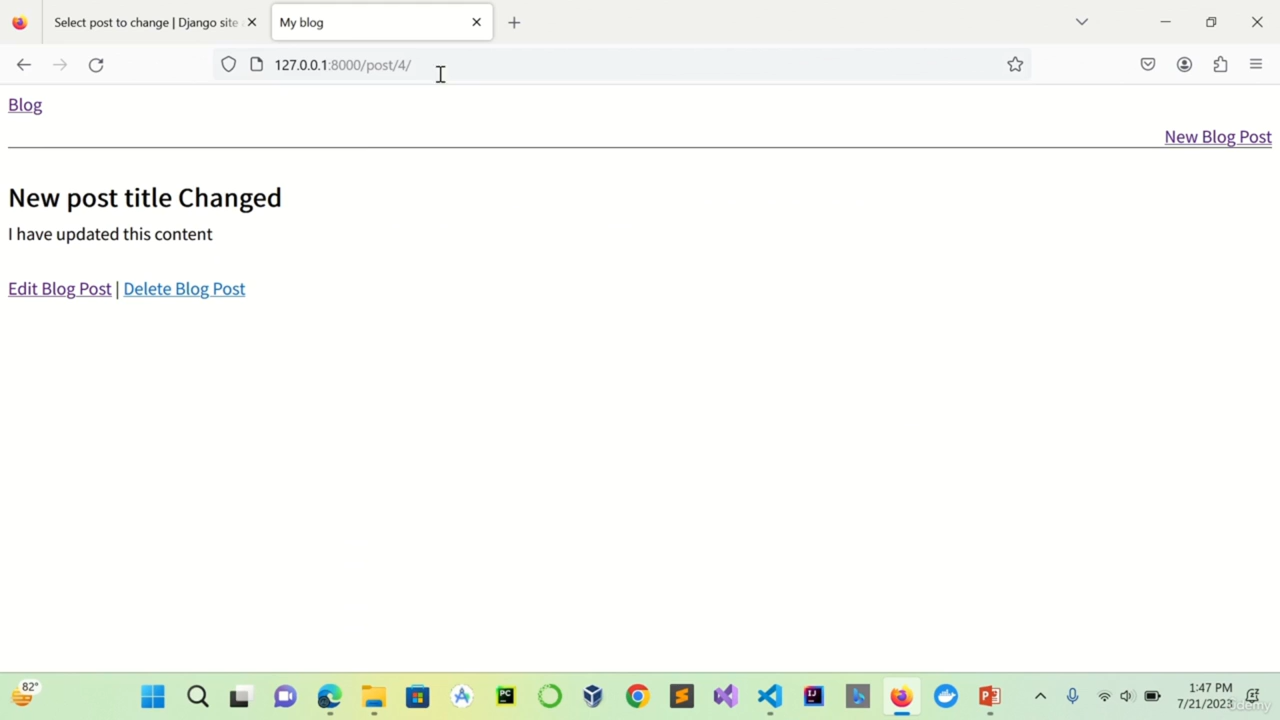 Select post to change | Django site
My blog
127.0.0.1:8000/post/4/
Blog
New Blog Post
New post title Changed
I have updated this content
Edit Blog Post | Delete Blog Post
82°
PC
1:47 PM
7/21/2023
Udemy